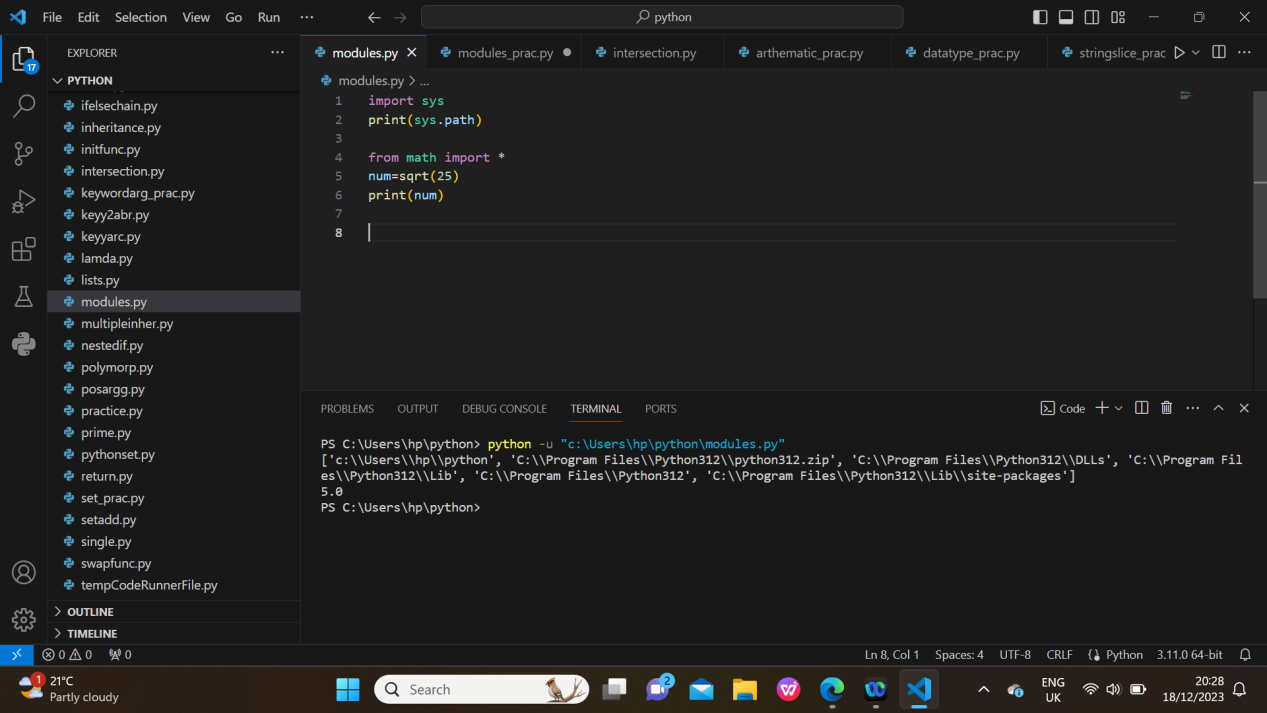 File Edit Selection View Go Run ··· python
17
EXPLORER ···
PYTHON
ifelsechain.py
inheritance.py
initfunc.py
intersection.py
keywordarg_prac.py
keyy2abr.py
keyyarc.py
lamda.py
lists.py
modules.py
multipleinher.py
nestedif.py
polymorp.py
posargg.py
practice.py
prime.py
pythonset.py
return.py
set_prac.py
setadd.py
single.py
swapfunc.py
tempCodeRunnerFile.py
OUTLINE
TIMELINE
modules.py modules_prac.py intersection.py arthematic_prac.py datatype_prac.py stringslice_prac ···
modules.py > ...
1 import sys
2 print(sys.path)
3
4 from math import *
5 num=sqrt(25)
6 print(num)
7
8
PROBLEMS OUTPUT DEBUG CONSOLE TERMINAL PORTS Code ···
PS C:\Users\hp\python> python -u "c:\Users\hp\python\modules.py"
['c:\\Users\\hp\\python', 'C:\\Program Files\\Python312\\python312.zip', 'C:\\Program Files\\Python312\\DLLs', 'C:\\Program Fil
es\\Python312\\Lib', 'C:\\Program Files\\Python312', 'C:\\Program Files\\Python312\\Lib\\site-packages']
5.0
PS C:\Users\hp\python>
0 0 0 Ln 8, Col 1 Spaces: 4 UTF-8 CRLF Python 3.11.0 64-bit
1 21°C
Partly cloudy
Search
2
ENG
UK
20:28
18/12/2023